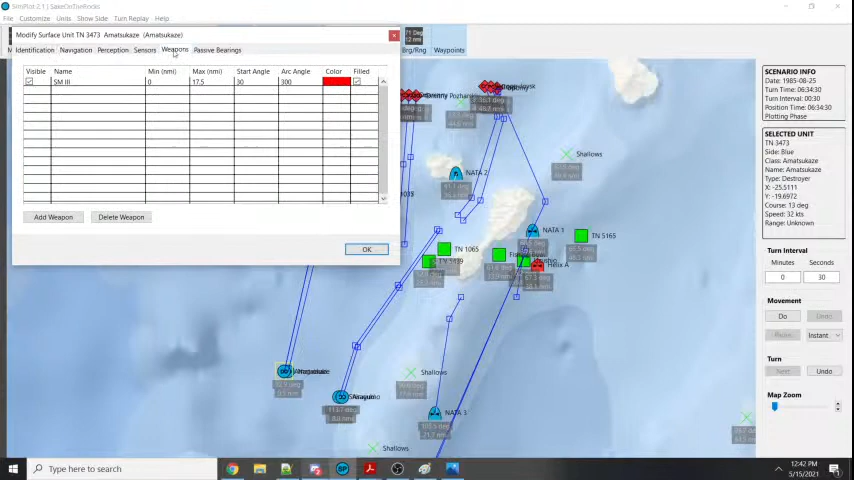 SimPlot 2.1 | SakeOnTheRocks
File Customize Units Show Side Turn Replay Help
Modify Surface Unit TN 3473 Amatsukaze (Amatsukaze)
Identification Navigation Perception Sensors Weapons Passive Bearings
Visible Name Min (nm) Max (nm) Start Angle Arc Angle Color Filled
SM III 0 17.5 30 300
Add Weapon Delete Weapon
OK
Brg/Rng Waypoints
Shallows
NATA 2
NATA 1
TN 5165
TN 1065
Helix A
Shallows
NATA 3
Shallows
SCENARIO INFO
Date: 1985-08-25
Turn Time: 06:34:30
Turn Interval: 00:30
Position Time: 06:34:30
Plotting Phase
SELECTED UNIT
TN 3473
Side: Blue
Class: Amatsukaze
Name: Amatsukaze
Type: Destroyer
X: -25.5111
Y: -19.6972
Course: 13 deg
Speed: 32 kts
Range: Unknown
Turn Interval
Minutes Seconds
0 30
Movement
Do Undo
Pause Instant
Turn
Next Undo
Map Zoom
Type here to search
12:42 PM
5/15/2021